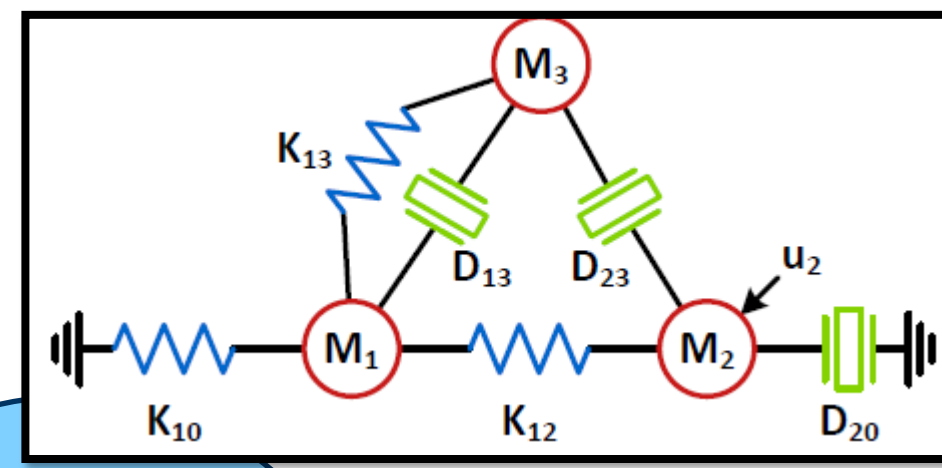 M₃
K₁₃
D₁₃
D₂₃
u₂
M₁
M₂
K₁₀
K₁₂
D₂₀